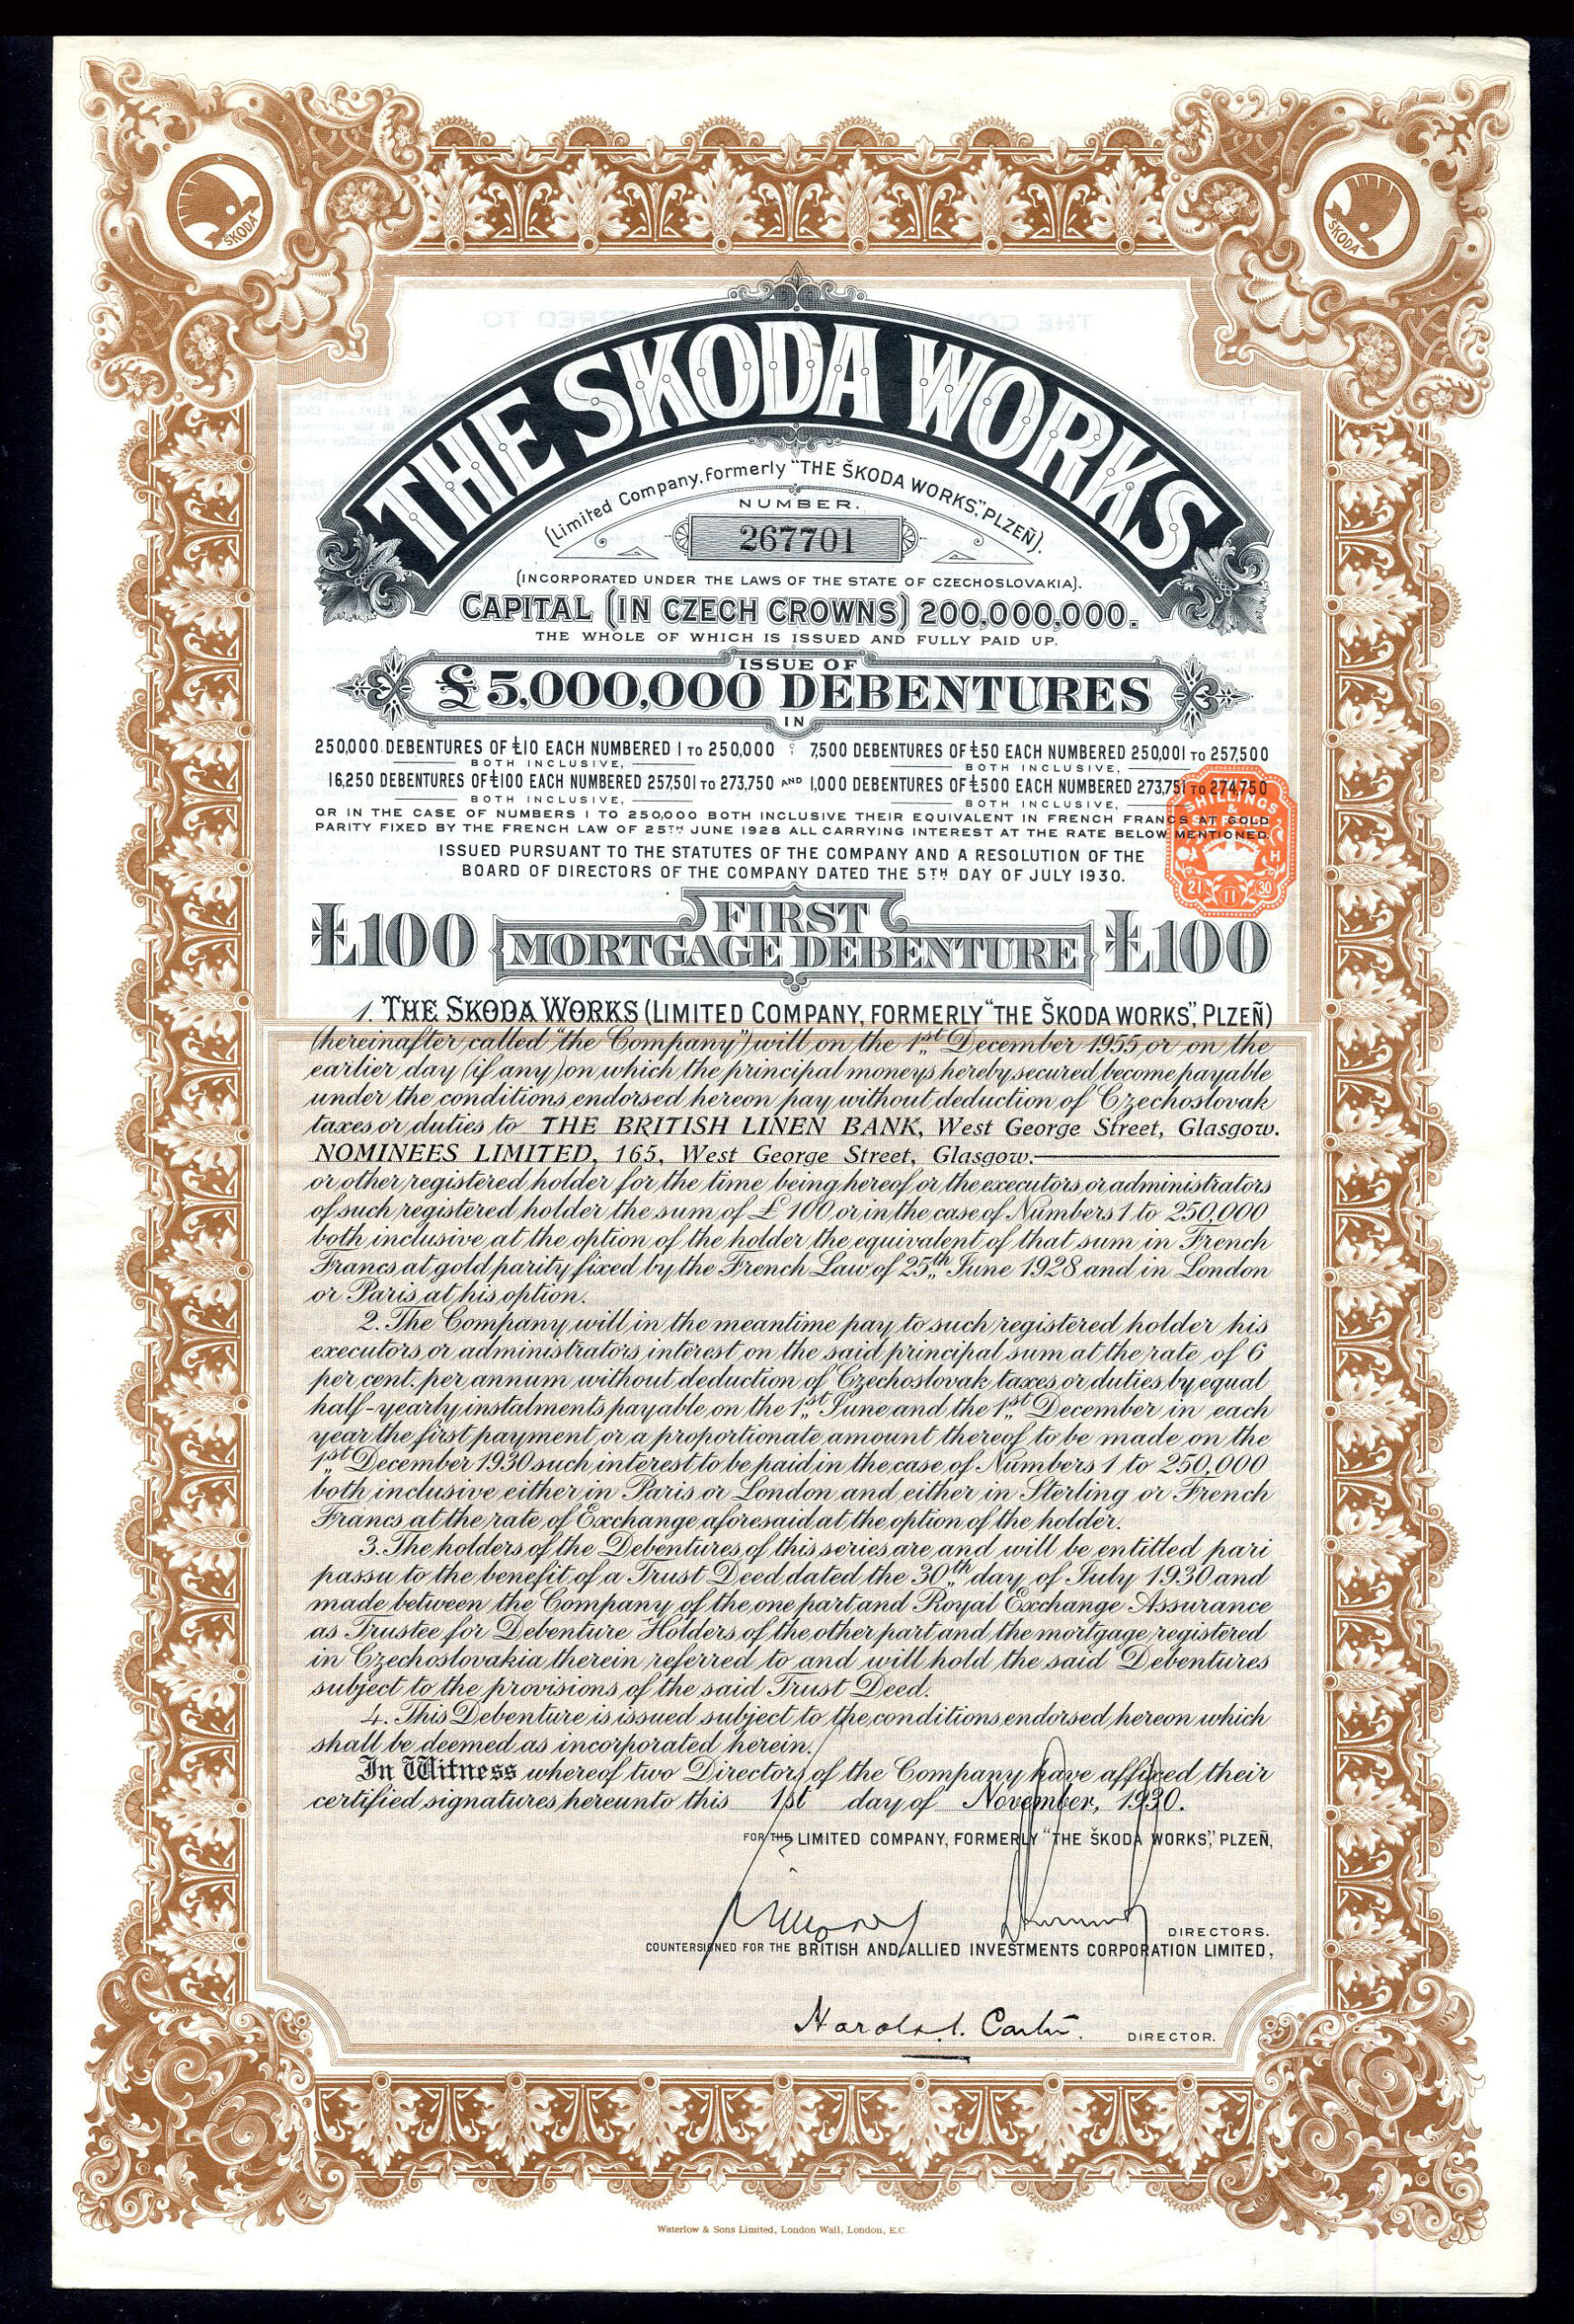 ŠKODA
ŠKODA
THE SKODA WORKS
(Limited Company, formerly "THE ŠKODA WORKS", PLZEŇ).
NUMBER.
267701
(INCORPORATED UNDER THE LAWS OF THE STATE OF CZECHOSLOVAKIA).
CAPITAL (IN CZECH CROWNS) 200,000,000.
THE WHOLE OF WHICH IS ISSUED AND FULLY PAID UP.
ISSUE OF
£5,000,000 DEBENTURES
IN
250,000 DEBENTURES OF £10 EACH NUMBERED 1 TO 250,000 ; 7,500 DEBENTURES OF £50 EACH NUMBERED 250,001 TO 257,500
BOTH INCLUSIVE, BOTH INCLUSIVE,
16,250 DEBENTURES OF £100 EACH NUMBERED 257,501 TO 273,750 AND 1,000 DEBENTURES OF £500 EACH NUMBERED 273,751 TO 274,750
BOTH INCLUSIVE, BOTH INCLUSIVE,
OR IN THE CASE OF NUMBERS 1 TO 250,000 BOTH INCLUSIVE THEIR EQUIVALENT IN FRENCH FRANCS AT GOLD
PARITY FIXED BY THE FRENCH LAW OF 25TH JUNE 1928 ALL CARRYING INTEREST AT THE RATE BELOW MENTIONED.
SHILLINGS
&
SIX PENCE
21 11 30
ISSUED PURSUANT TO THE STATUTES OF THE COMPANY AND A RESOLUTION OF THE
BOARD OF DIRECTORS OF THE COMPANY DATED THE 5TH DAY OF JULY 1930.
£100 FIRST MORTGAGE DEBENTURE £100
1. THE SKODA WORKS (LIMITED COMPANY, FORMERLY "THE ŠKODA WORKS", PLZEŇ)
(hereinafter called "the Company") will on the 1st December 1955 or on the
earlier day (if any) on which the principal moneys hereby secured become payable
under the conditions endorsed hereon pay without deduction of Czechoslovak
taxes or duties to THE BRITISH LINEN BANK, West George Street, Glasgow.
NOMINEES LIMITED, 165, West George Street, Glasgow.
or other registered holder for the time being hereof or the executors or administrators
of such registered holder the sum of £100 or in the case of Numbers 1 to 250,000
both inclusive at the option of the holder the equivalent of that sum in French
Francs at gold parity fixed by the French Law of 25th June 1928 and in London
or Paris at his option.
2. The Company will in the meantime pay to such registered holder his
executors or administrators interest on the said principal sum at the rate of 6
per cent. per annum without deduction of Czechoslovak taxes or duties by equal
half-yearly instalments payable on the 1st June and the 1st December in each
year the first payment or a proportionate amount thereof to be made on the
1st December 1930 such interest to be paid in the case of Numbers 1 to 250,000
both inclusive either in Paris or London and either in Sterling or French
Francs at the rate of Exchange aforesaid at the option of the holder.
3. The holders of the Debentures of this series are and will be entitled pari
passu to the benefit of a Trust Deed dated the 30th day of July 1930 and
made between the Company of the one part and Royal Exchange Assurance
as Trustee for Debenture Holders of the other part and the mortgage registered
in Czechoslovakia therein referred to and will hold the said Debentures
subject to the provisions of the said Trust Deed.
4. This Debenture is issued subject to the conditions endorsed hereon which
shall be deemed as incorporated herein.
In Witness whereof two Directors of the Company have affixed their
certified signatures hereunto this 1st day of November, 1930.
FOR THE LIMITED COMPANY, FORMERLY "THE ŠKODA WORKS", PLZEŇ,
DIRECTORS.
COUNTERSIGNED FOR THE BRITISH AND ALLIED INVESTMENTS CORPORATION LIMITED,
DIRECTOR.
Waterlow & Sons Limited, London Wall, London, E.C.